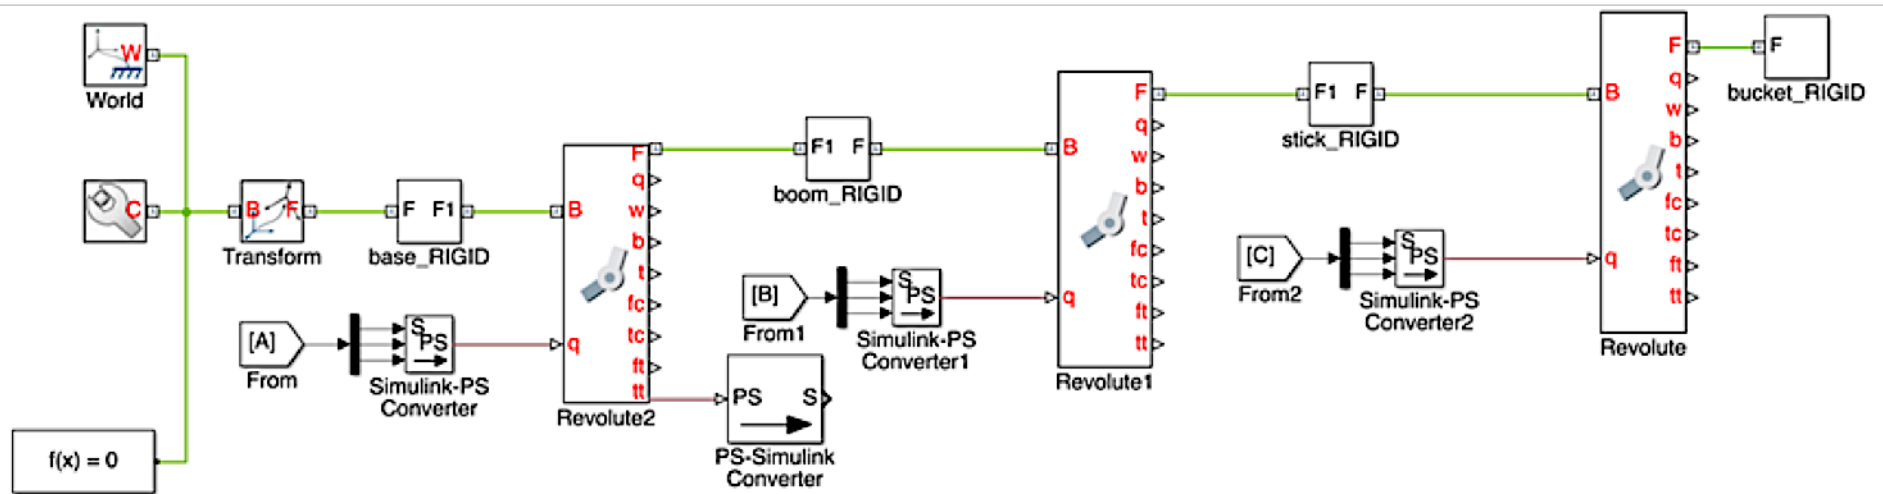 W
World
C
B F
Transform
F F1
base_RIGID
[A]
From
S
PS
Simulink-PS
Converter
f(x) = 0
B
q
F
q
w
b
t
fc
tc
ft
tt
Revolute2
PS S
PS-Simulink
Converter
F1 F
boom_RIGID
[B]
From1
S
PS
Simulink-PS
Converter1
B
q
F
q
w
b
t
fc
tc
ft
tt
Revolute1
F1 F
stick_RIGID
[C]
From2
S
PS
Simulink-PS
Converter2
B
q
F
q
w
b
t
fc
tc
ft
tt
Revolute
F
bucket_RIGID